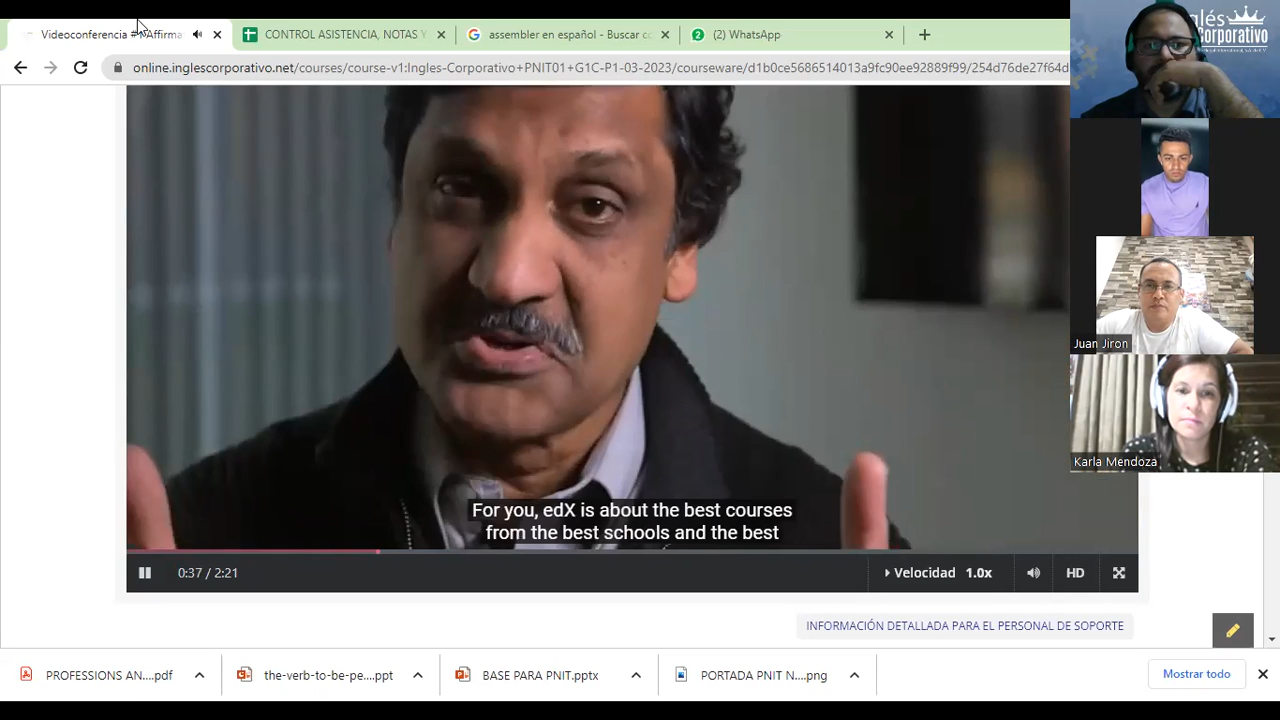 Videoconferencia #1 Affirma
CONTROL ASISTENCIA, NOTAS Y
assembler en español - Buscar c
2
(2) WhatsApp
online.inglescorporativo.net/courses/course-v1:Ingles-Corporativo+PNIT01+G1C-P1-03-2023/courseware/d1b0ce5688514013a9fc90ee92889f99/254d76de27f64d
Inglés
Corporativo
Juan Jiron
Karla Mendoza
For you, edX is about the best courses
from the best schools and the best
0:37 / 2:21
Velocidad 1.0x
HD
INFORMACIÓN DETALLADA PARA EL PERSONAL DE SOPORTE
PROFESSIONS AN....pdf
the-verb-to-be-pe....ppt
BASE PARA PNIT.pptx
PORTADA PNIT N....png
Mostrar todo